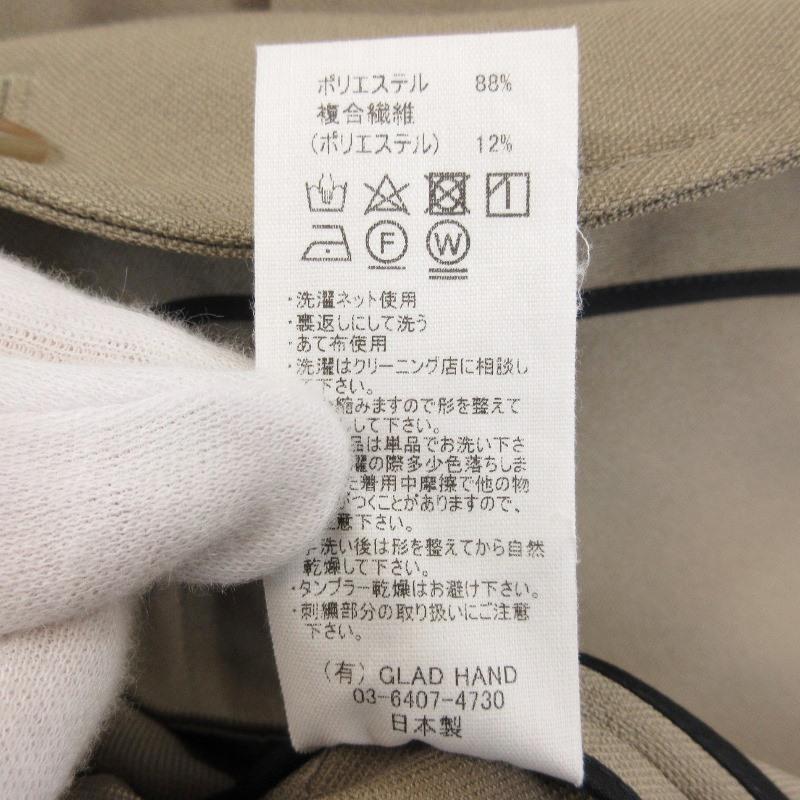 ポリエステル 88%
複合繊維
(ポリエステル) 12%
F W
・洗濯ネット使用
・裏返しにして洗う
・あて布使用
・洗濯はクリーニング店に相談し
て下さい。
縮みますので形を整えて
して下さい。
品は単品でお洗い下さ
濯の際多少色落ちしま
た着用中摩擦で他の物
がつくことがありますので、
意下さい。
洗い後は形を整えてから自然
乾燥して下さい。
・タンブラー乾燥はお避け下さい。
・刺繍部分の取り扱いにご注意
下さい。
(有) GLAD HAND
03-6407-4730
日本製